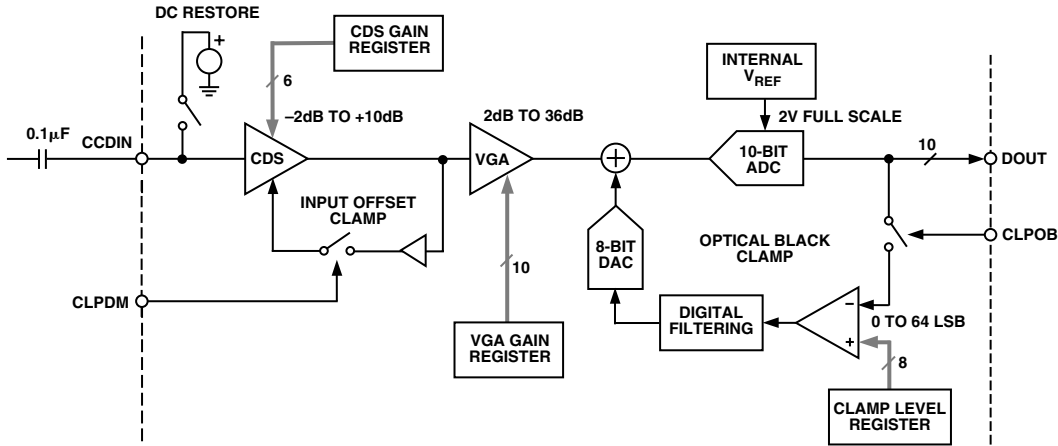 DC RESTORE
+
CDS GAIN
REGISTER
INTERNAL
VREF
6
0.1µF
CCDIN
–2dB TO +10dB
2dB TO 36dB
2V FULL SCALE
CDS
VGA
+
10-BIT
ADC
10
DOUT
INPUT OFFSET
CLAMP
8-BIT
DAC
OPTICAL BLACK
CLAMP
CLPOB
10
CLPDM
DIGITAL
FILTERING
–
+
0 TO 64 LSB
VGA GAIN
REGISTER
8
CLAMP LEVEL
REGISTER